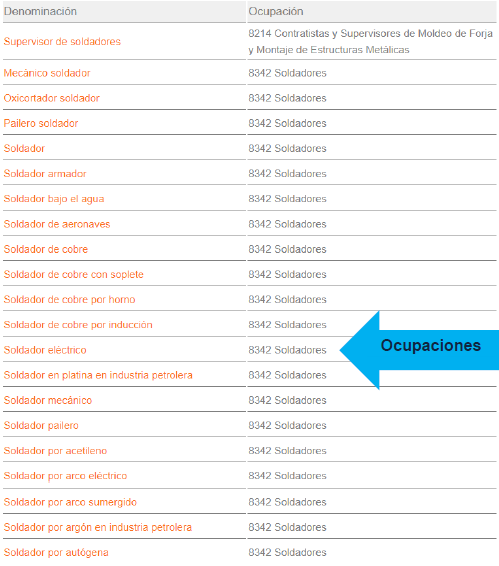 Denominación Ocupación
Supervisor de soldadores 8214 Contratistas y Supervisores de Moldeo de Forja
y Montaje de Estructuras Metálicas
Mecánico soldador 8342 Soldadores
Oxicortador soldador 8342 Soldadores
Pailero soldador 8342 Soldadores
Soldador 8342 Soldadores
Soldador armador 8342 Soldadores
Soldador bajo el agua 8342 Soldadores
Soldador de aeronaves 8342 Soldadores
Soldador de cobre 8342 Soldadores
Soldador de cobre con soplete 8342 Soldadores
Soldador de cobre por horno 8342 Soldadores
Soldador de cobre por inducción 8342 Soldadores
Soldador eléctrico 8342 Soldadores
Ocupaciones
Soldador en platina en industria petrolera 8342 Soldadores
Soldador mecánico 8342 Soldadores
Soldador pailero 8342 Soldadores
Soldador por acetileno 8342 Soldadores
Soldador por arco eléctrico 8342 Soldadores
Soldador por arco sumergido 8342 Soldadores
Soldador por argón en industria petrolera 8342 Soldadores
Soldador por autógena 8342 Soldadores